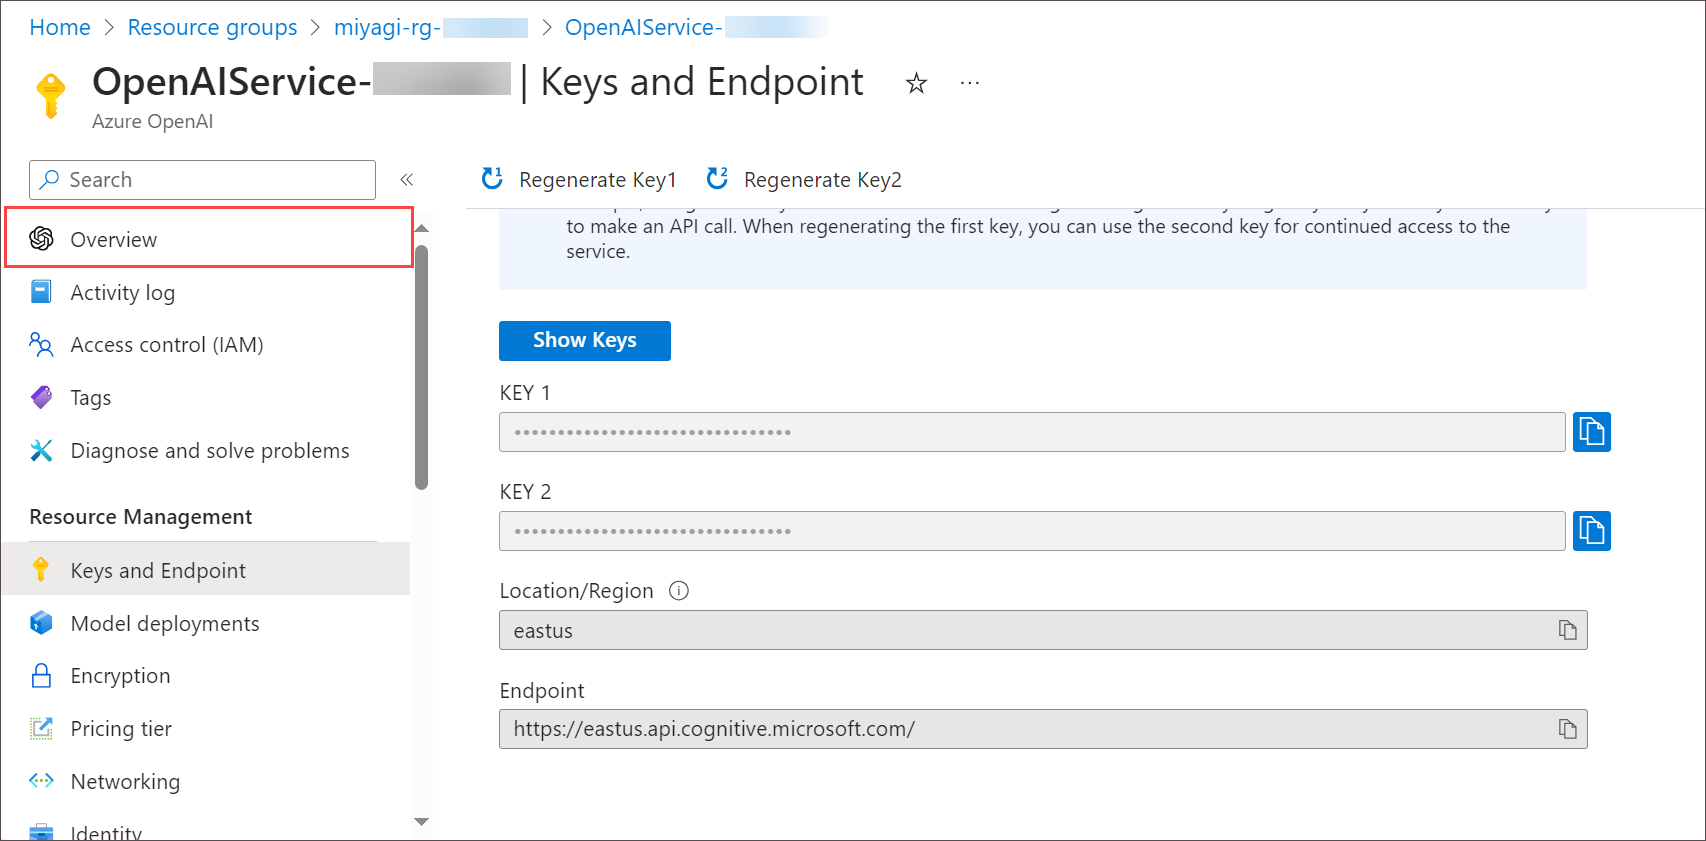 Home > Resource groups > miyagi-rg- > OpenAIService-
OpenAIService- | Keys and Endpoint ☆ ...
Azure OpenAI
Search «
Regenerate Key1 Regenerate Key2
Overview
Activity log
Access control (IAM)
Tags
Diagnose and solve problems
Resource Management
Keys and Endpoint
Model deployments
Encryption
Pricing tier
Networking
Identity
to make an API call. When regenerating the first key, you can use the second key for continued access to the
service.
Show Keys
KEY 1
••••••••••••••••••••••••••••••••
KEY 2
••••••••••••••••••••••••••••••••
Location/Region
eastus
Endpoint
https://eastus.api.cognitive.microsoft.com/